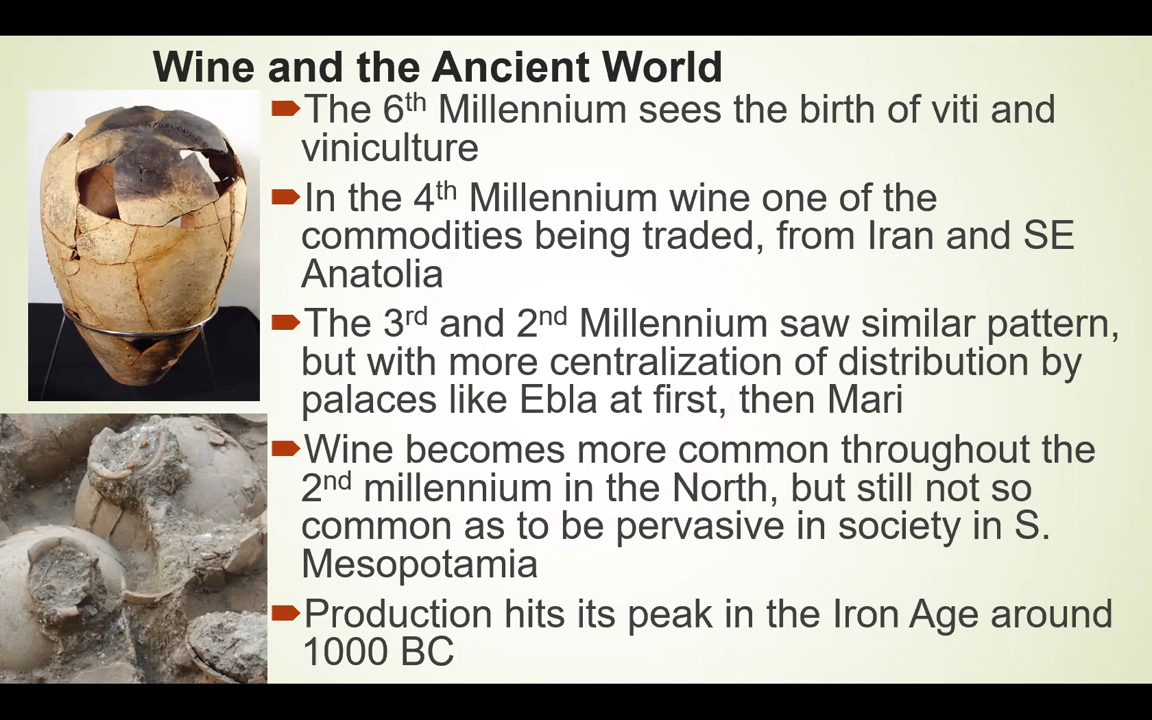 Wine and the Ancient World
The 6th Millennium sees the birth of viti and
viniculture
In the 4th Millennium wine one of the
commodities being traded, from Iran and SE
Anatolia
The 3rd and 2nd Millennium saw similar pattern,
but with more centralization of distribution by
palaces like Ebla at first, then Mari
Wine becomes more common throughout the
2nd millennium in the North, but still not so
common as to be pervasive in society in S.
Mesopotamia
Production hits its peak in the Iron Age around
1000 BC